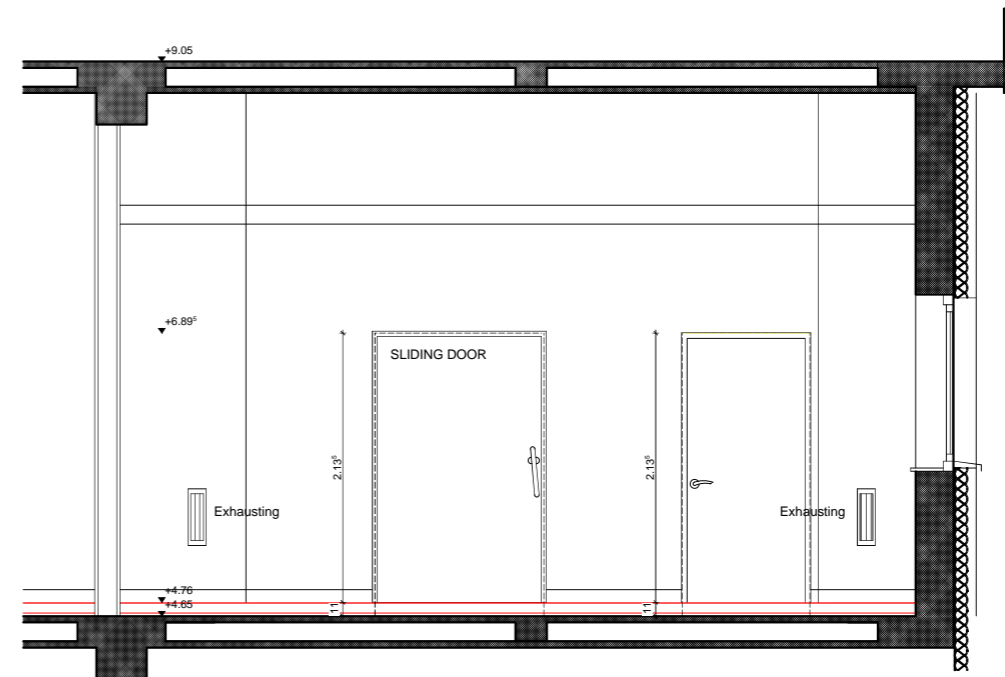 +9.05
+6.89⁵
SLIDING DOOR
2.13⁵
2.13⁵
Exhausting
Exhausting
+4.76
+4.65
11
11